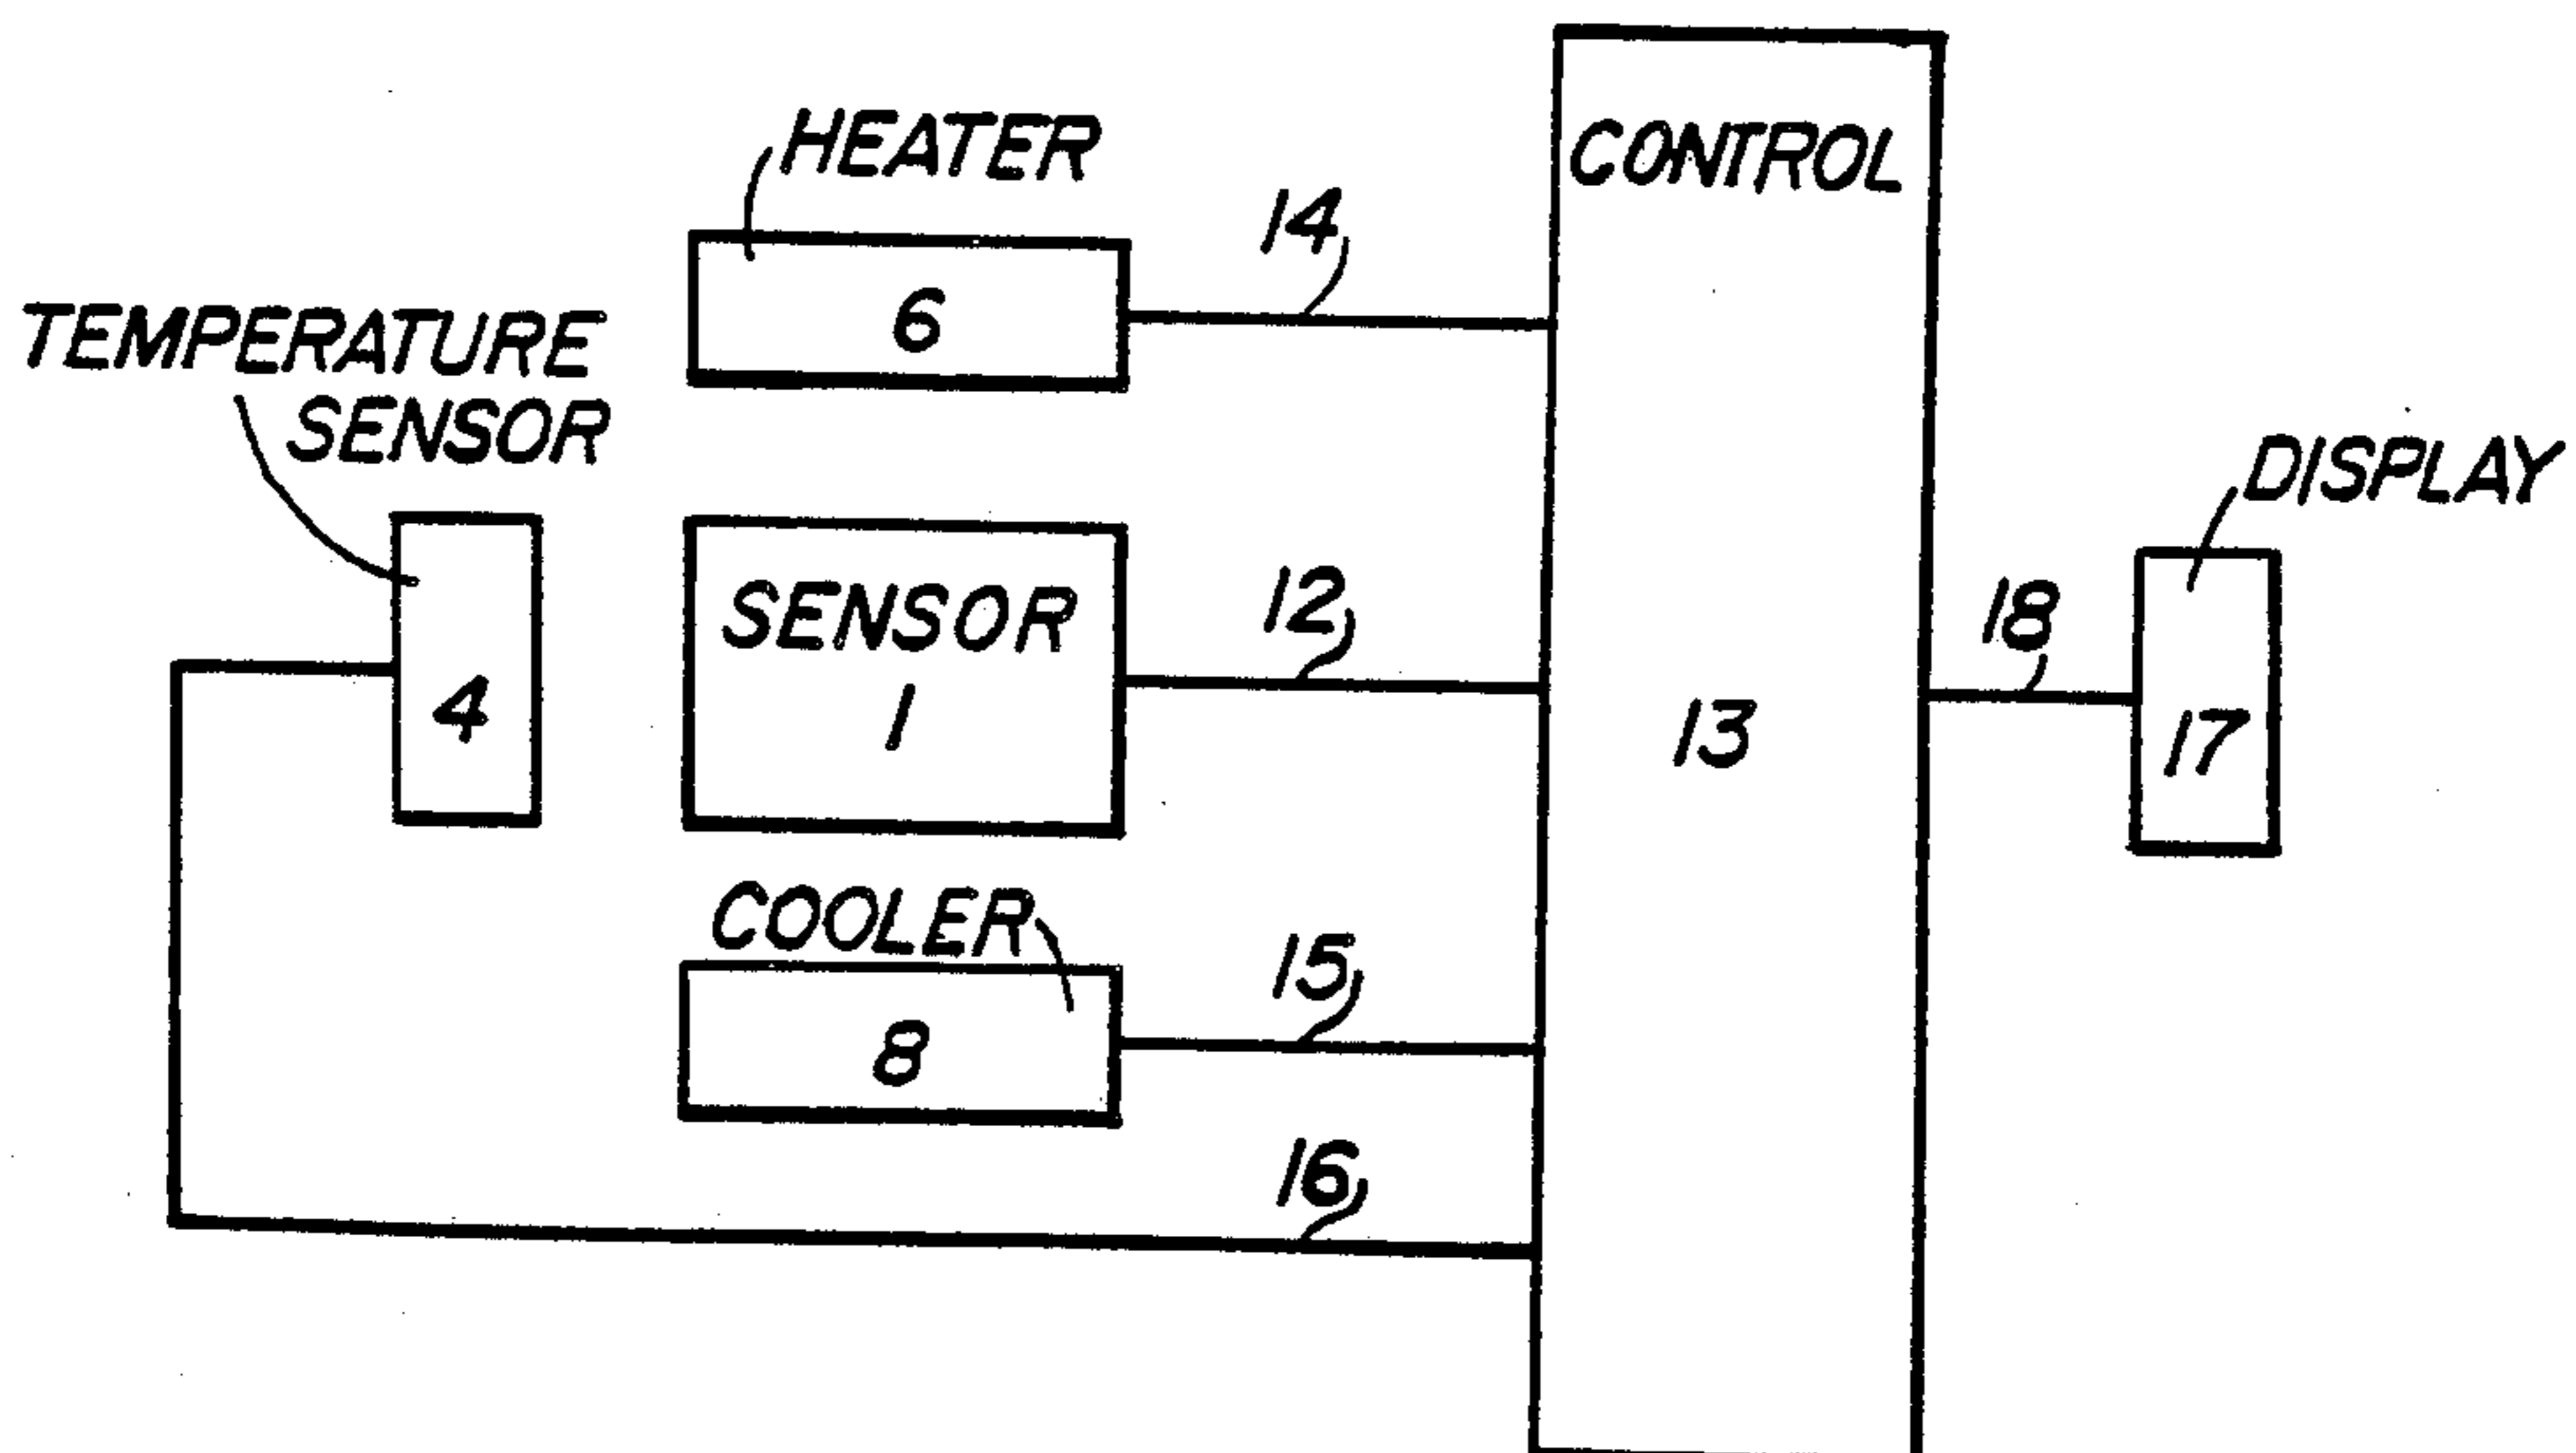 HEATER
CONTROL
14
6
TEMPERATURE
SENSOR
DISPLAY
SENSOR
1
12
18
4
13
17
COOLER
15
8
16